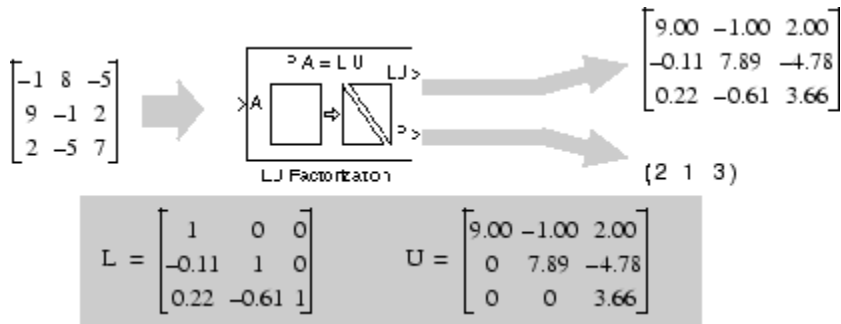 -1 8 -5
9 -1 2
2 -5 7
P A = L U
A
LU
P
LU Factorization
9.00 -1.00 2.00
-0.11 7.89 -4.78
0.22 -0.61 3.66
(2 1 3)
L = 
1 0 0
-0.11 1 0
0.22 -0.61 1
U =
9.00 -1.00 2.00
0 7.89 -4.78
0 0 3.66